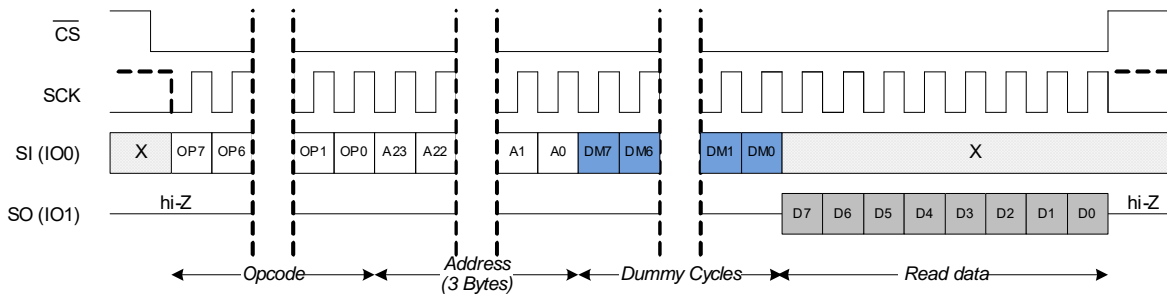 CS
SCK
SI (IO0) X OP7 OP6 OP1 OP0 A23 A22 A1 A0 DM7 DM6 DM1 DM0 X
hi-Z hi-Z
SO (IO1) D7 D6 D5 D4 D3 D2 D1 D0
Opcode Address Dummy Cycles Read data
(3 Bytes)